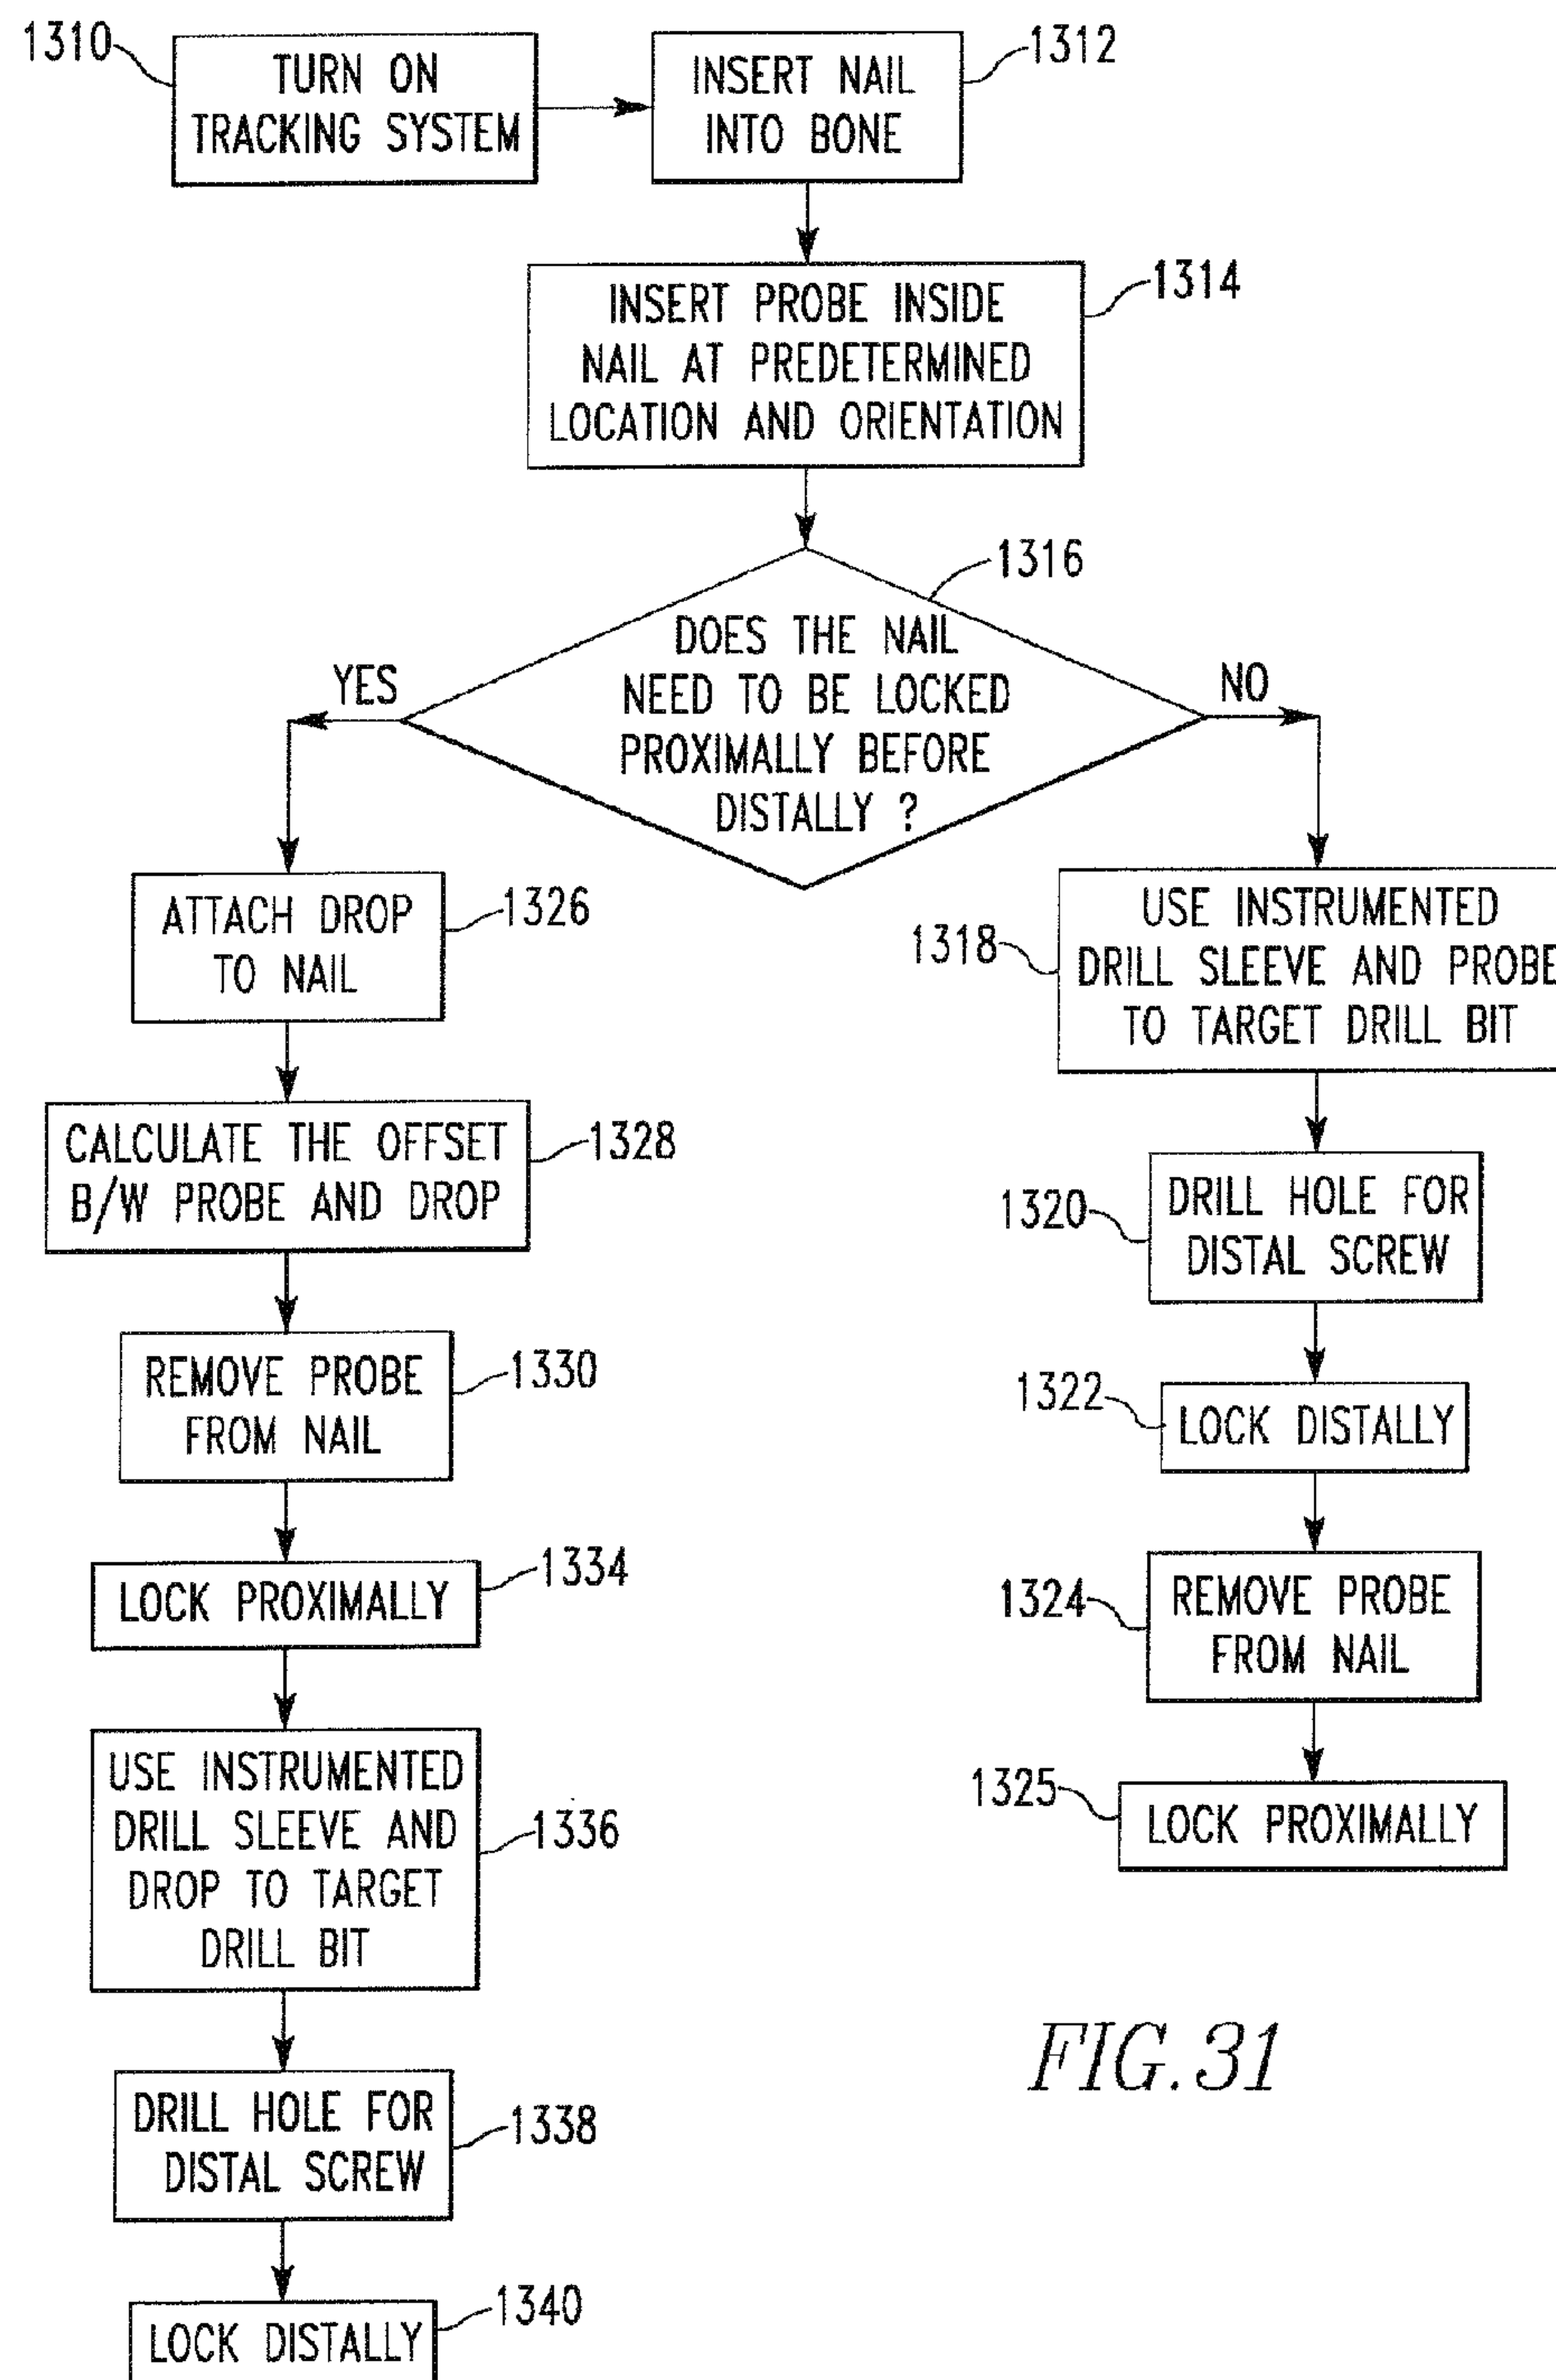 1310
TURN ON
TRACKING SYSTEM
1312
INSERT NAIL
INTO BONE
1314
INSERT PROBE INSIDE
NAIL AT PREDETERMINED
LOCATION AND ORIENTATION
1316
DOES THE NAIL
NEED TO BE LOCKED
PROXIMALLY BEFORE
DISTALLY ?
YES
NO
1326
ATTACH DROP
TO NAIL
1328
CALCULATE THE OFFSET
B/W PROBE AND DROP
1330
REMOVE PROBE
FROM NAIL
1334
LOCK PROXIMALLY
1336
USE INSTRUMENTED
DRILL SLEEVE AND
DROP TO TARGET
DRILL BIT
1338
DRILL HOLE FOR
DISTAL SCREW
1340
LOCK DISTALLY
1318
USE INSTRUMENTED
DRILL SLEEVE AND PROBE
TO TARGET DRILL BIT
1320
DRILL HOLE FOR
DISTAL SCREW
1322
LOCK DISTALLY
1324
REMOVE PROBE
FROM NAIL
1325
LOCK PROXIMALLY
FIG.31